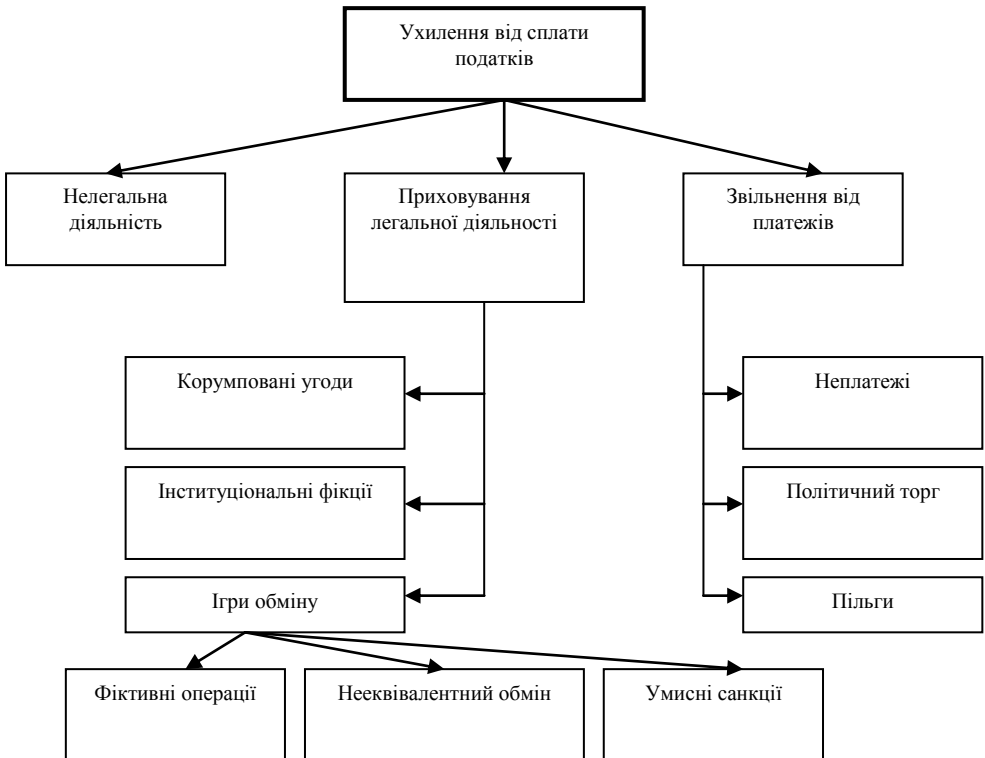 Ухилення від сплати
податків
Нелегальна
діяльність
Приховування
легальної діяльності
Звільнення від
платежів
Корумповані угоди
Неплатежі
Інституціональні фікції
Політичний торг
Ігри обміну
Пільги
Фіктивні операції
Нееквівалентний обмін
Умисні санкції